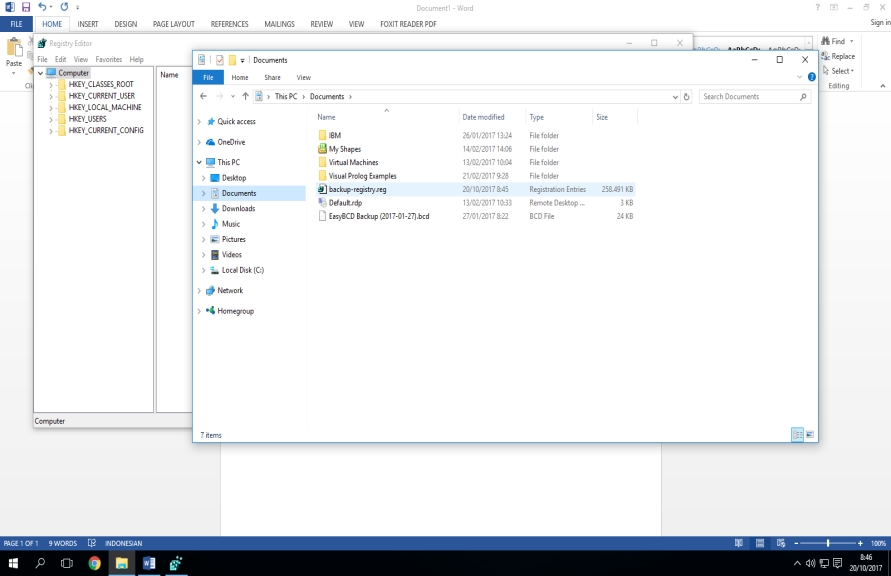 Document1 - Word
Sign in
FILE HOME INSERT DESIGN PAGE LAYOUT REFERENCES MAILINGS REVIEW VIEW FOXIT READER PDF
Paste
Find
Replace
Select
Editing
Registry Editor
File Edit View Favorites Help
Computer
HKEY_CLASSES_ROOT
HKEY_CURRENT_USER
HKEY_LOCAL_MACHINE
HKEY_USERS
HKEY_CURRENT_CONFIG
Name
Computer
Documents
File Home Share View
This PC > Documents >
Search Documents
Quick access
OneDrive
This PC
Desktop
Documents
Downloads
Music
Pictures
Videos
Local Disk (C:)
Network
Homegroup
Name Date modified Type Size
IBM 26/01/2017 13:24 File folder
My Shapes 14/02/2017 14:06 File folder
Virtual Machines 13/02/2017 10:04 File folder
Visual Prolog Examples 21/02/2017 9:28 File folder
backup-registry.reg 20/10/2017 8:45 Registration Entries 258.491 KB
Default.rdp 13/02/2017 10:33 Remote Desktop ... 3 KB
EasyBCD Backup (2017-01-27).bcd 27/01/2017 8:22 BCD File 24 KB
7 items
PAGE 1 OF 1 9 WORDS INDONESIAN
100%
8:46
20/10/2017